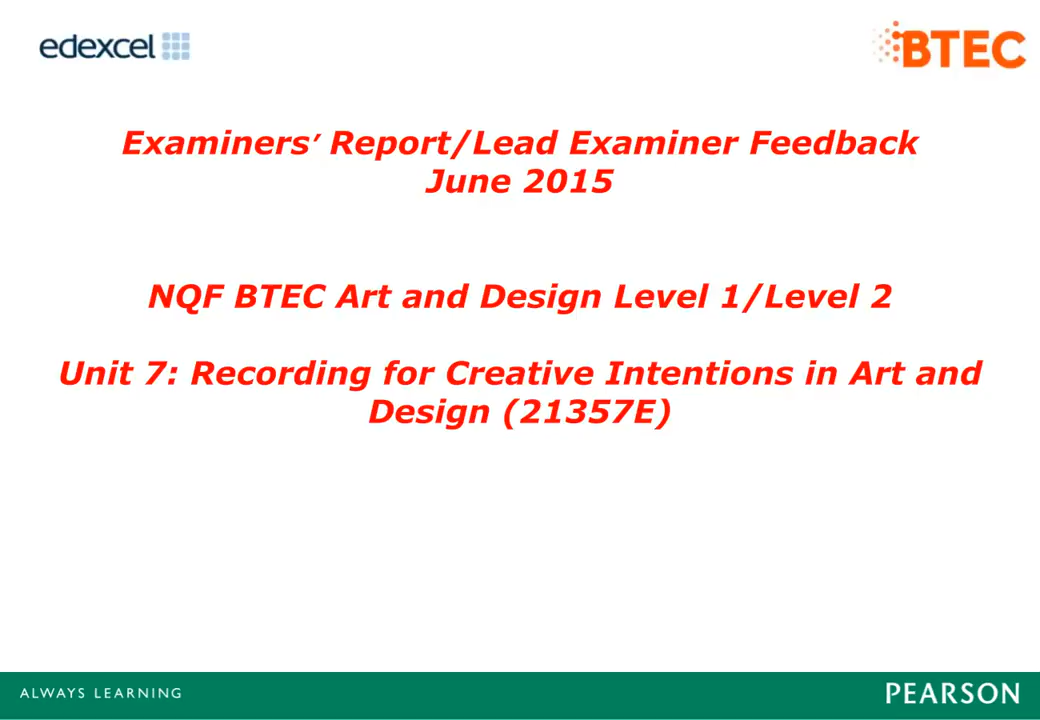 edexcel
BTEC
Examiners’ Report/Lead Examiner Feedback
June 2015
NQF BTEC Art and Design Level 1/Level 2
Unit 7: Recording for Creative Intentions in Art and
Design (21357E)
ALWAYS LEARNING
PEARSON